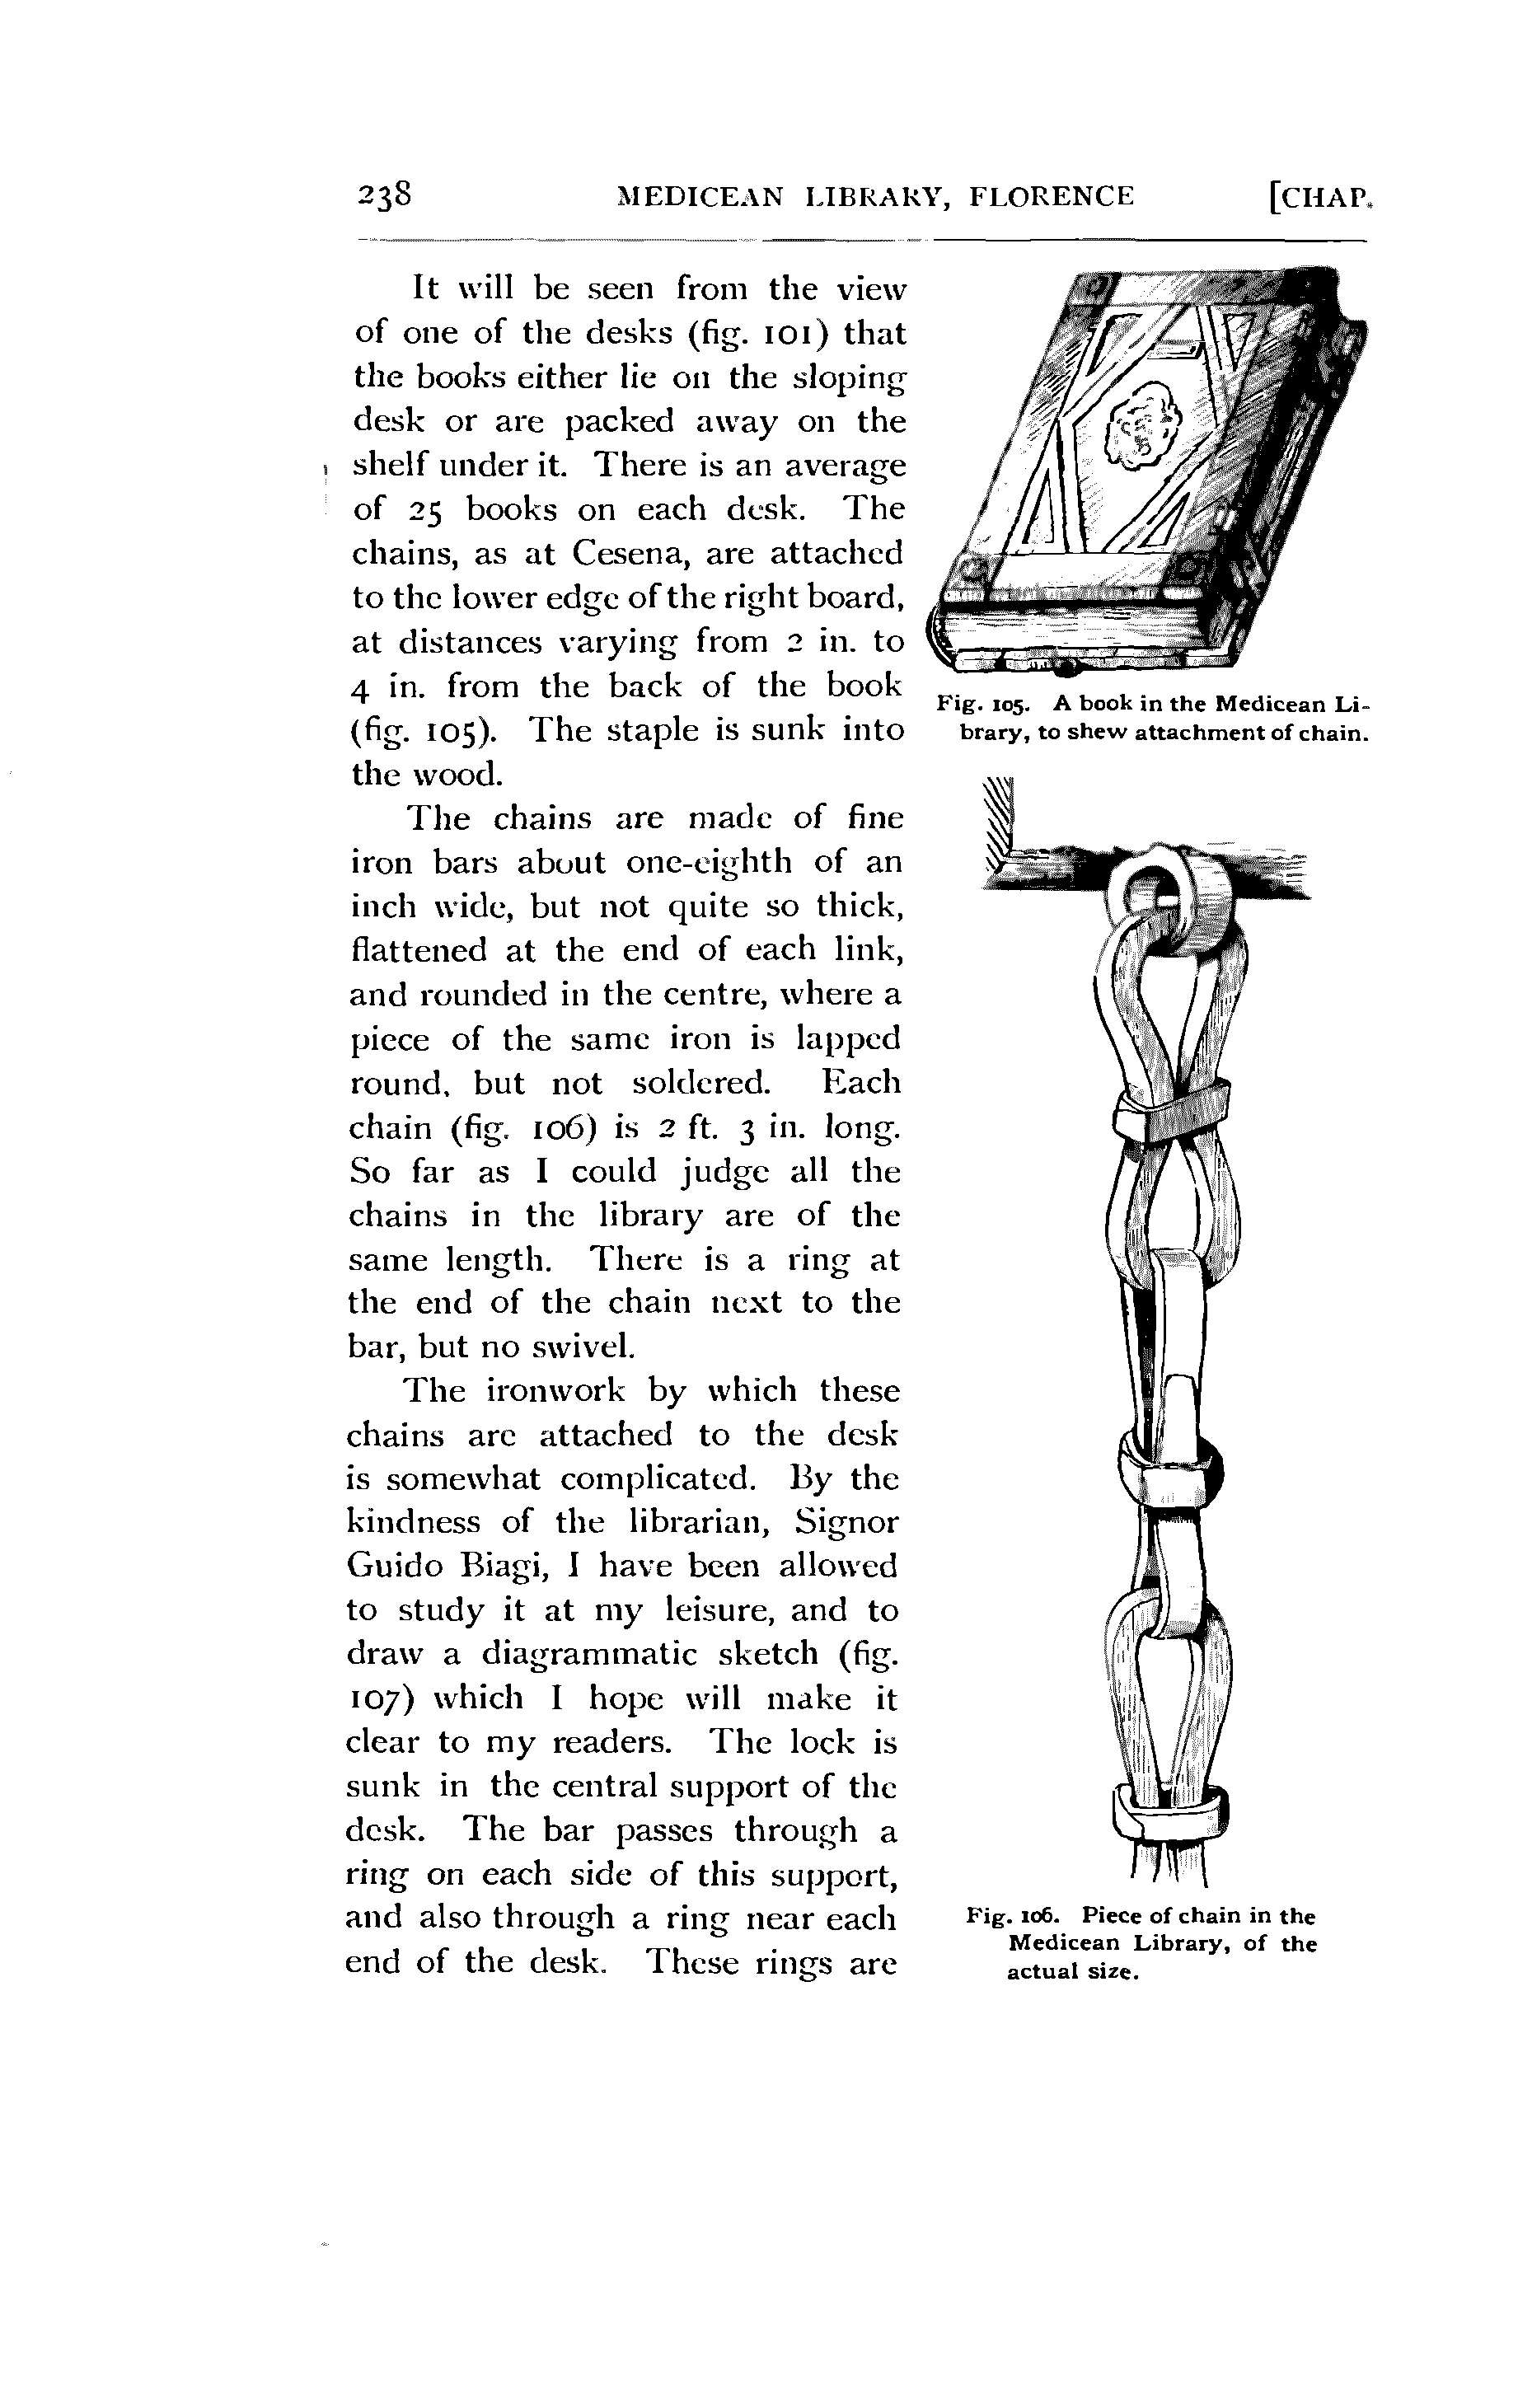 238 MEDICEAN LIBRARY, FLORENCE [CHAP.
It will be seen from the view
of one of the desks (fig. 101) that
the books either lie on the sloping
desk or are packed away on the
shelf under it. There is an average
of 25 books on each desk. The
chains, as at Cesena, are attached
to the lower edge of the right board,
at distances varying from 2 in. to
4 in. from the back of the book
(fig. 105). The staple is sunk into
the wood.
The chains are made of fine
iron bars about one-eighth of an
inch wide, but not quite so thick,
flattened at the end of each link,
and rounded in the centre, where a
piece of the same iron is lapped
round, but not soldered. Each
chain (fig. 106) is 2 ft. 3 in. long.
So far as I could judge all the
chains in the library are of the
same length. There is a ring at
the end of the chain next to the
bar, but no swivel.
The ironwork by which these
chains are attached to the desk
is somewhat complicated. By the
kindness of the librarian, Signor
Guido Biagi, I have been allowed
to study it at my leisure, and to
draw a diagrammatic sketch (fig.
107) which I hope will make it
clear to my readers. The lock is
sunk in the central support of the
desk. The bar passes through a
ring on each side of this support,
and also through a ring near each
end of the desk. These rings are
Fig. 105. A book in the Medicean Li-
brary, to shew attachment of chain.
Fig. 106. Piece of chain in the
Medicean Library, of the
actual size.